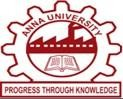 ANNA UNIVERSITY
PROGRESS THROUGH KNOWLEDGE